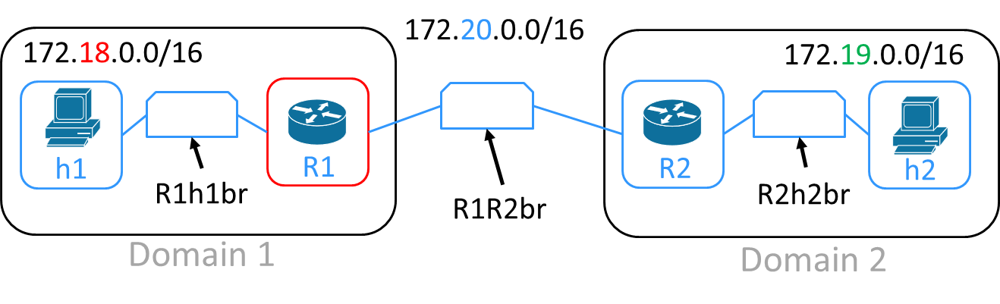 172.20.0.0/16
172.18.0.0/16
172.19.0.0/16
h1
R1
R2
h2
R1h1br
R1R2br
R2h2br
Domain 1
Domain 2